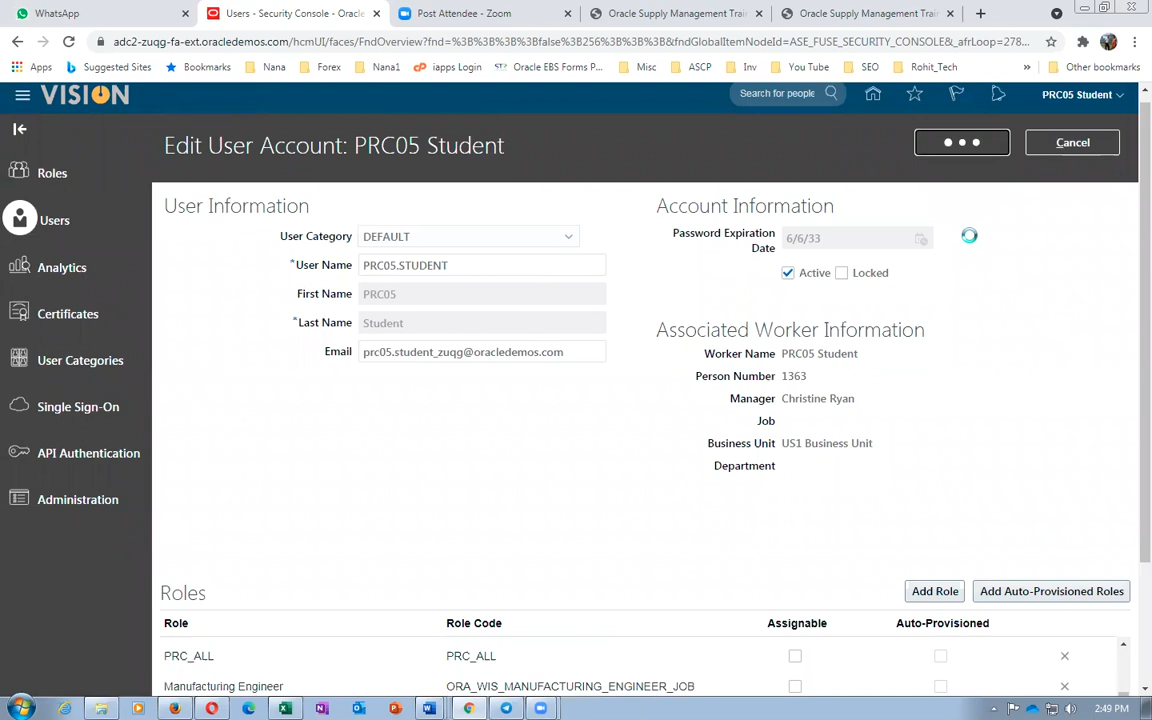 WhatsApp
Users - Security Console - Oracle
Post Attendee - Zoom
Oracle Supply Management Train
Oracle Supply Management Train
adc2-zuqg-fa-ext.oracledemos.com/hcmUI/faces/FndOverview?fnd=%3B%3B%3B%3Bfalse%3B256%3B%3B%3B&fndGlobalItemNodeId=ASE_FUSE_SECURITY_CONSOLE&_afrLoop=278...
Apps
Suggested Sites
Bookmarks
Nana
Forex
Nana1
iapps Login
Oracle EBS Forms P...
Misc
ASCP
Inv
You Tube
SEO
Rohit_Tech
»
Other bookmarks
VISION
Search for people
PRC05 Student
Edit User Account: PRC05 Student
Cancel
Roles
Users
Analytics
Certificates
User Categories
Single Sign-On
API Authentication
Administration
User Information
User Category DEFAULT
*User Name PRC05.STUDENT
First Name PRC05
*Last Name Student
Email prc05.student_zuqg@oracledemos.com
Account Information
Password Expiration
Date
6/6/33
Active Locked
Associated Worker Information
Worker Name PRC05 Student
Person Number 1363
Manager Christine Ryan
Job
Business Unit US1 Business Unit
Department
Roles
Add Role
Add Auto-Provisioned Roles
Role Role Code Assignable Auto-Provisioned
PRC_ALL PRC_ALL
Manufacturing Engineer ORA_WIS_MANUFACTURING_ENGINEER_JOB
2:49 PM